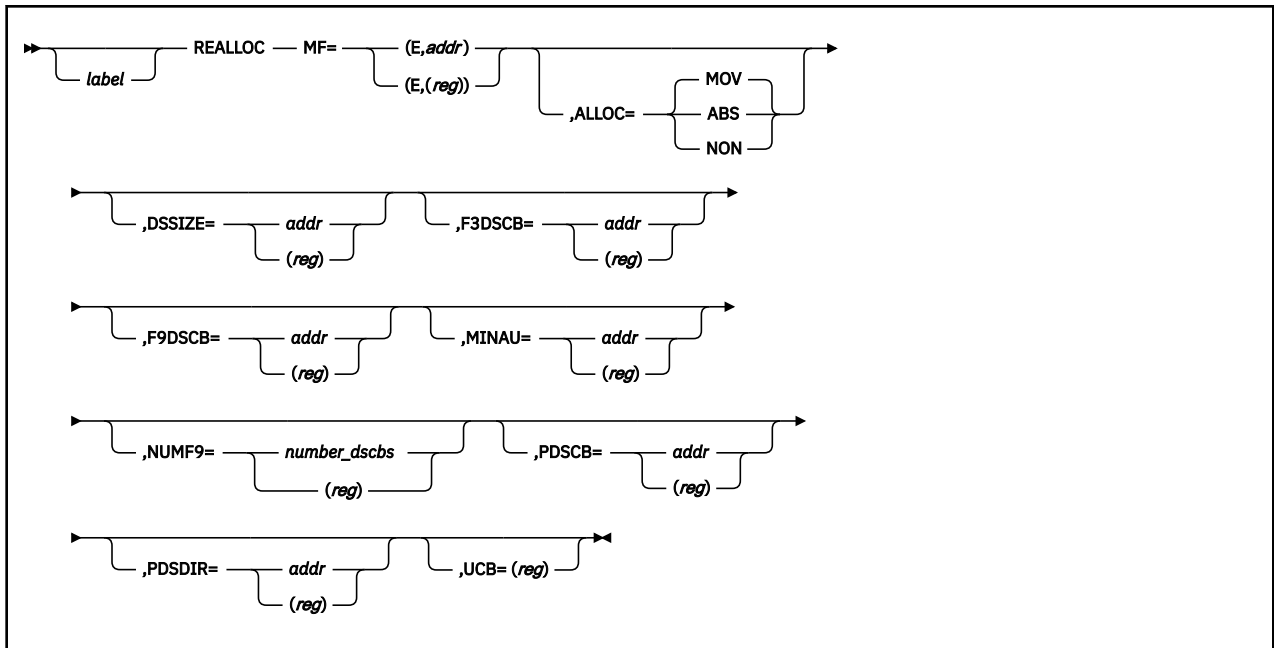 REALLOC MF= (E,addr)
label (E,(reg))
MOV
,ALLOC= ABS
NON
,DSSIZE= addr ,F3DSCB= addr
(reg) (reg)
,F9DSCB= addr ,MINAU= addr
(reg) (reg)
,NUMF9= number_dscbs ,PDSCB= addr
(reg) (reg)
,PDSDIR= addr ,UCB= (reg)
(reg)